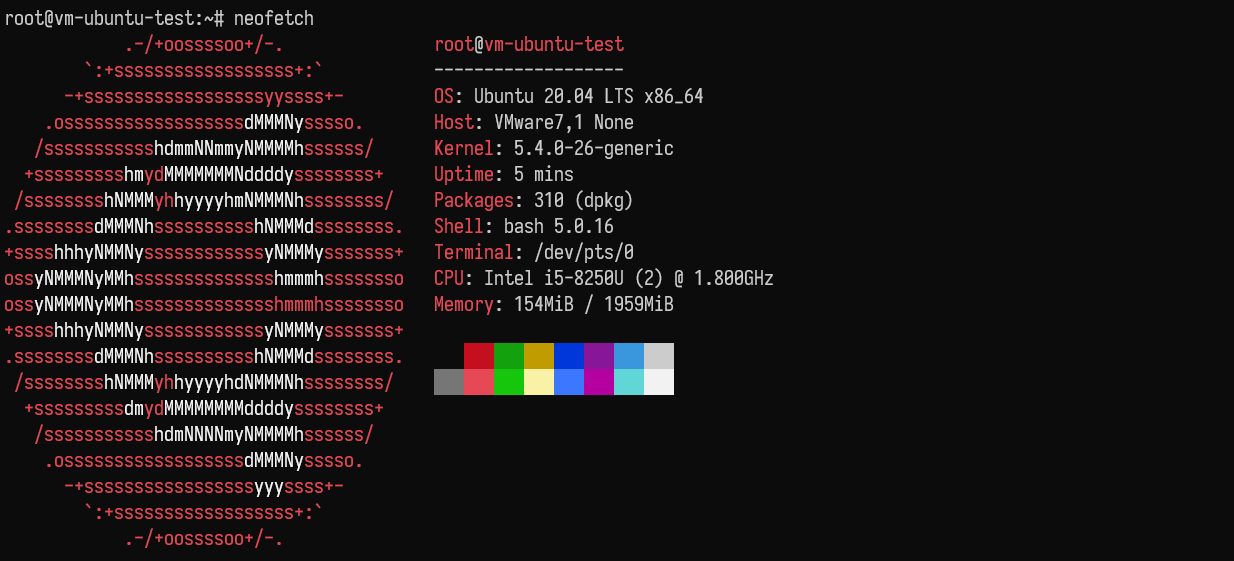 root@vm-ubuntu-test:~# neofetch
            .-/+oossssoo+/-.               root@vm-ubuntu-test
        `:+ssssssssssssssssss+:`           -------------------
      -+ssssssssssssssssssyyssss+-         OS: Ubuntu 20.04 LTS x86_64
    .ossssssssssssssssssdMMMNysssso.       Host: VMware7,1 None
   /ssssssssssshdmmNNmmyNMMMMhssssss/      Kernel: 5.4.0-26-generic
  +ssssssssshmydMMMMMMMNddddyssssssss+     Uptime: 5 mins
 /sssssssshNMMMyhhyyyyhmNMMMNhssssssss/    Packages: 310 (dpkg)
.ssssssssdMMMNhsssssssssshNMMMdssssssss.   Shell: bash 5.0.16
+sssshhhyNMMNyssssssssssssyNMMMysssssss+   Terminal: /dev/pts/0
ossyNMMMNyMMhsssssssssssssshmmmhssssssso   CPU: Intel i5-8250U (2) @ 1.800GHz
ossyNMMMNyMMhsssssssssssssshmmmhssssssso   Memory: 154MiB / 1959MiB
+sssshhhyNMMNyssssssssssssyNMMMysssssss+
.ssssssssdMMMNhsssssssssshNMMMdssssssss.
 /sssssssshNMMMyhhyyyyhdNMMMNhssssssss/
  +sssssssssdmydMMMMMMMMddddyssssssss+
   /ssssssssssshdmNNNNmyNMMMMhssssss/
    .ossssssssssssssssssdMMMNysssso.
      -+sssssssssssssssssyyyssss+-
        `:+ssssssssssssssssss+:`
            .-/+oossssoo+/-.